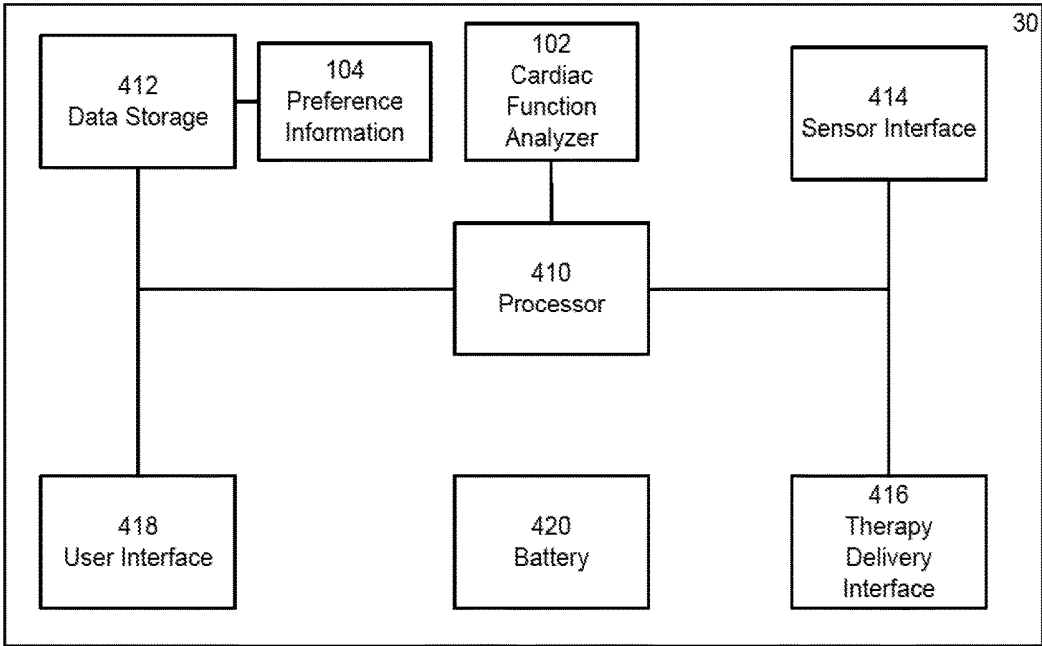 30
412
Data Storage
104
Preference
Information
102
Cardiac
Function
Analyzer
414
Sensor Interface
410
Processor
418
User Interface
420
Battery
416
Therapy
Delivery
Interface